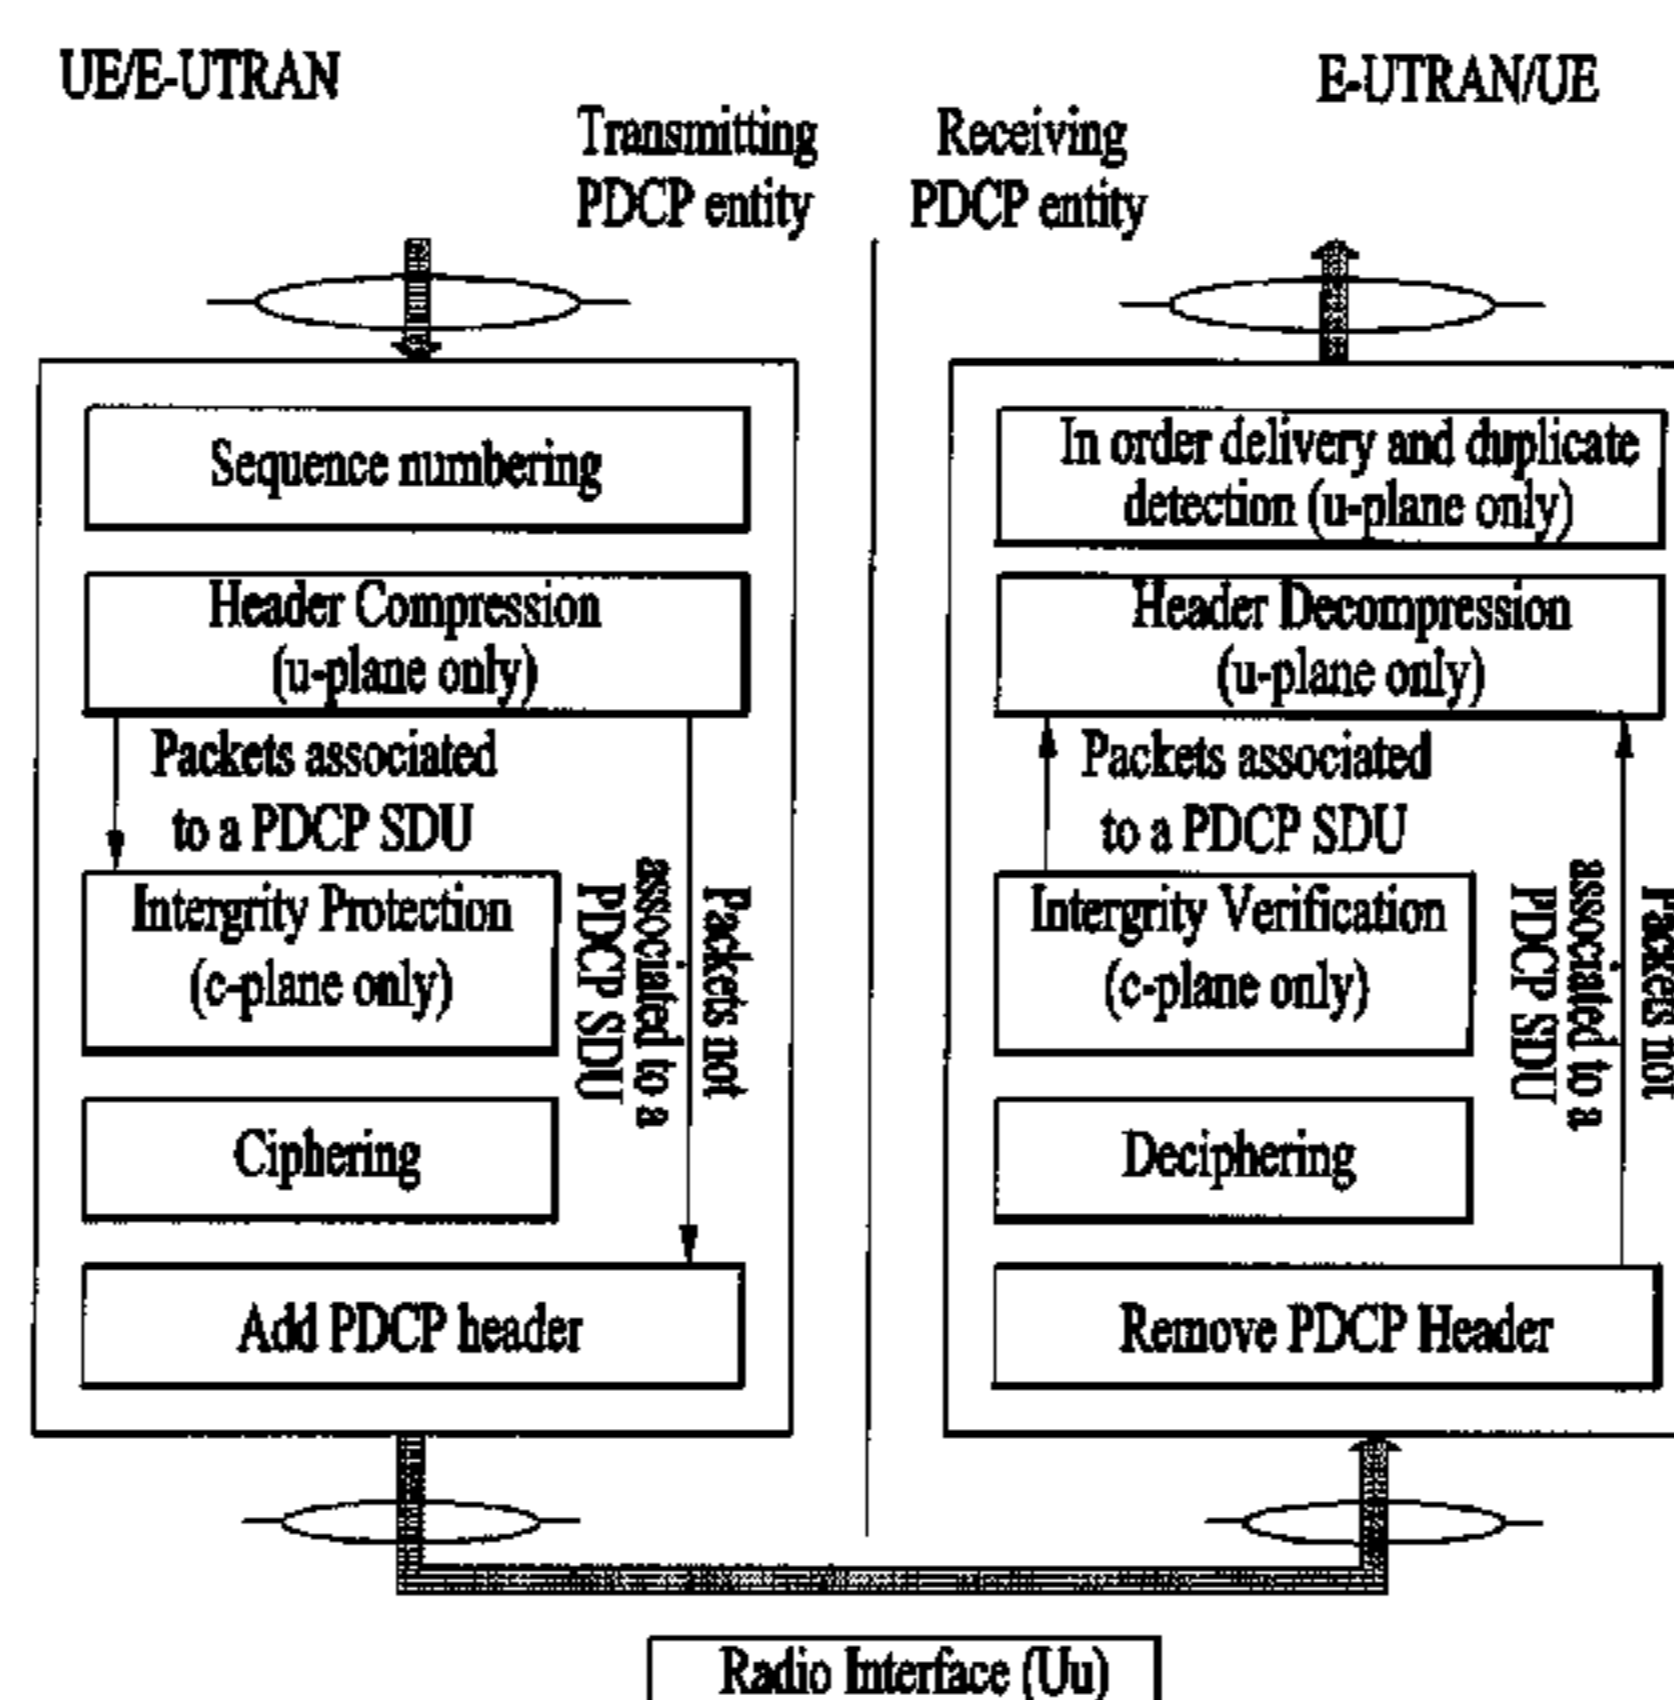 UE/E-UTRAN
E-UTRAN/UE
Transmitting
PDCP entity
Receiving
PDCP entity
Sequence numbering
Header Compression
(u-plane only)
Packets associated
to a PDCP SDU
Intergrity Protection
(c-plane only)
Packets not
associated to a
PDCP SDU
Ciphering
Add PDCP header
In order delivery and duplicate
detection (u-plane only)
Header Decompression
(u-plane only)
Packets associated
to a PDCP SDU
Intergrity Verification
(c-plane only)
Packets not
associated to a
PDCP SDU
Deciphering
Remove PDCP Header
Radio Interface (Uu)